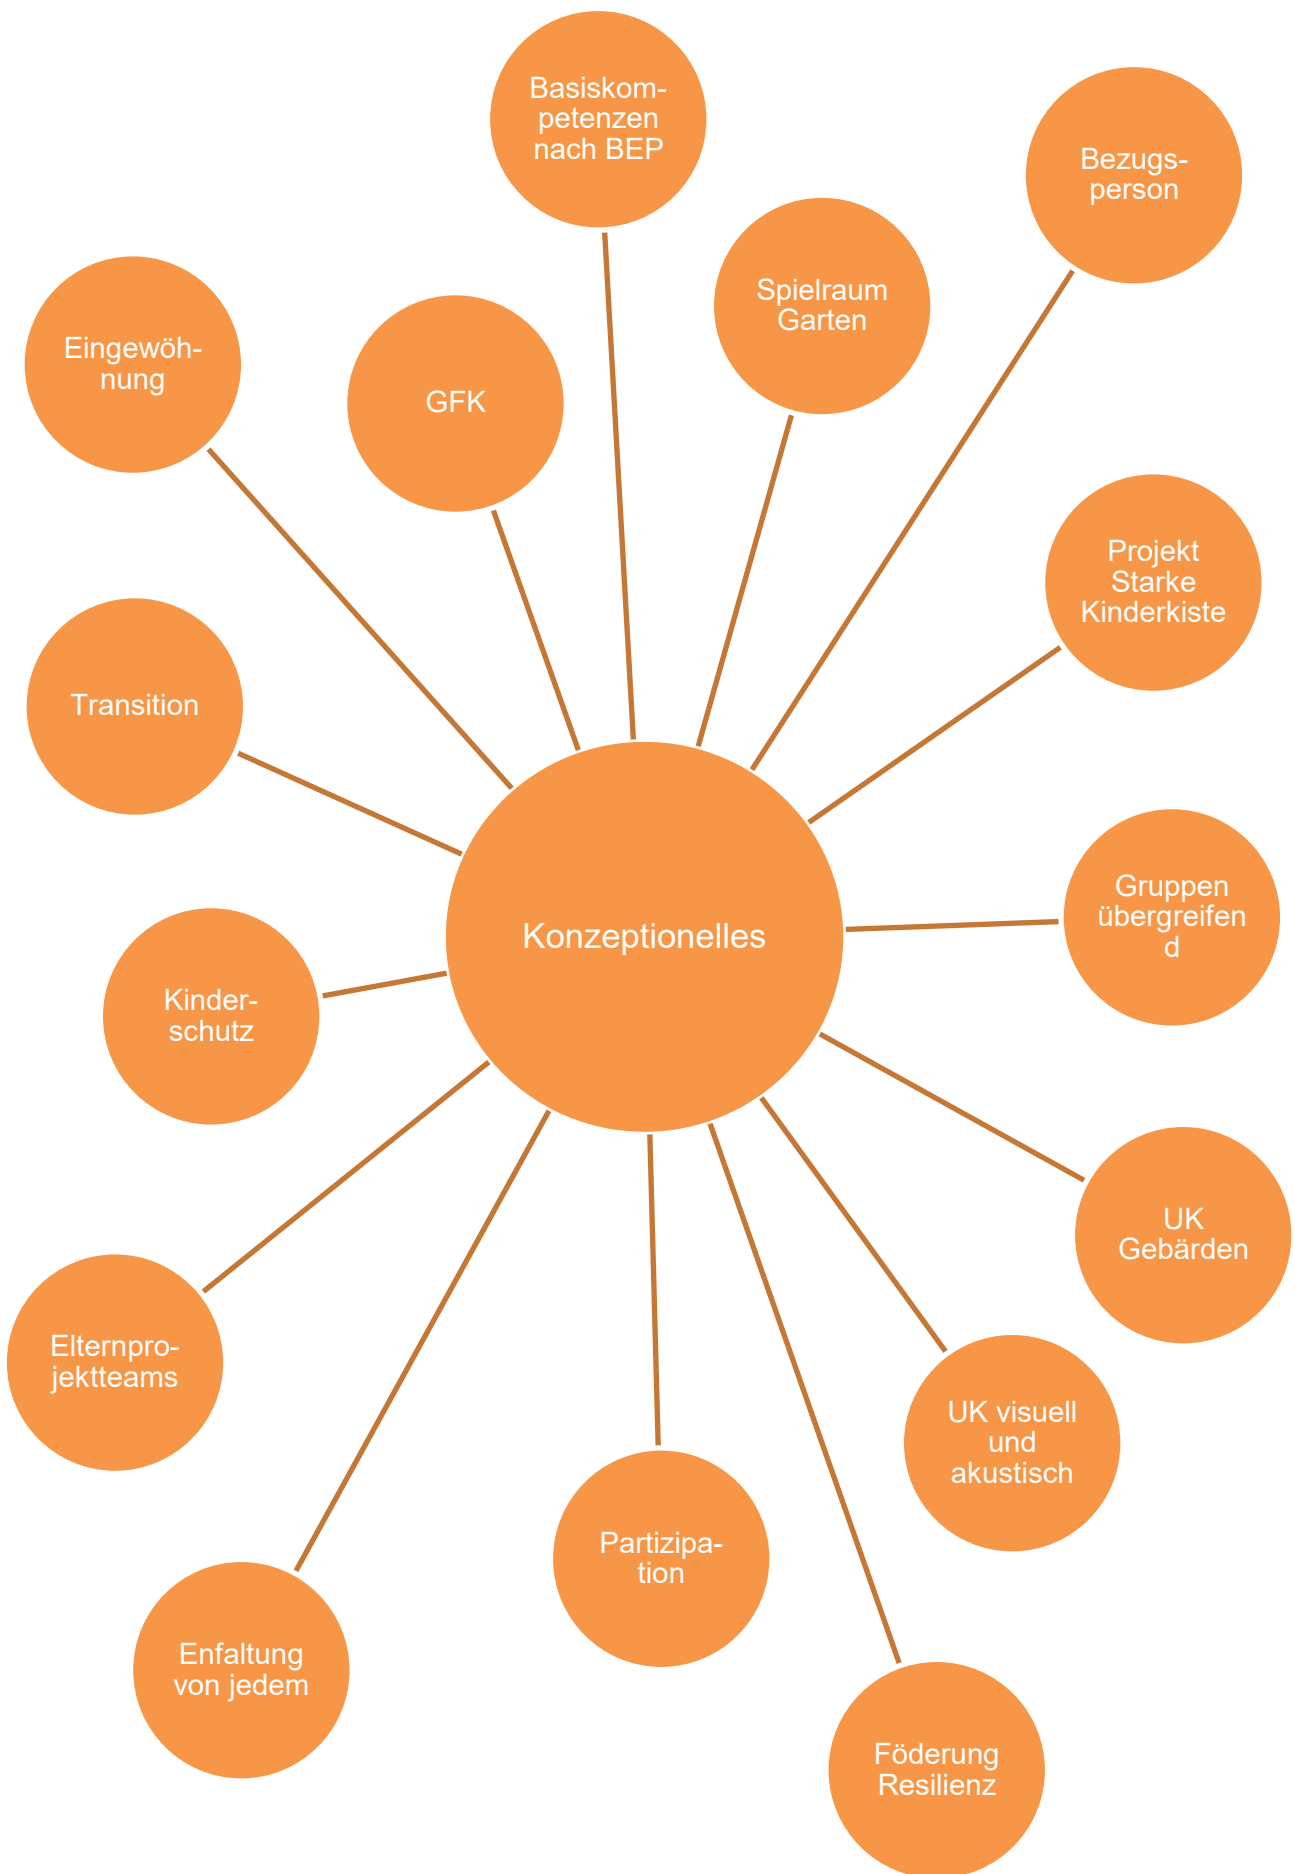 Basiskom-
petenzen
nach BEP
Bezugs-
person
Spielraum
Garten
Eingewöh-
nung
GFK
Projekt
Starke
Kinderkiste
Transition
Gruppen
übergreifen
d
Konzeptionelles
Kinder-
schutz
UK
Gebärden
Elternpro-
jektteams
UK visuell
und
akustisch
Partizipa-
tion
Enfaltung
von jedem
Föderung
Resilienz